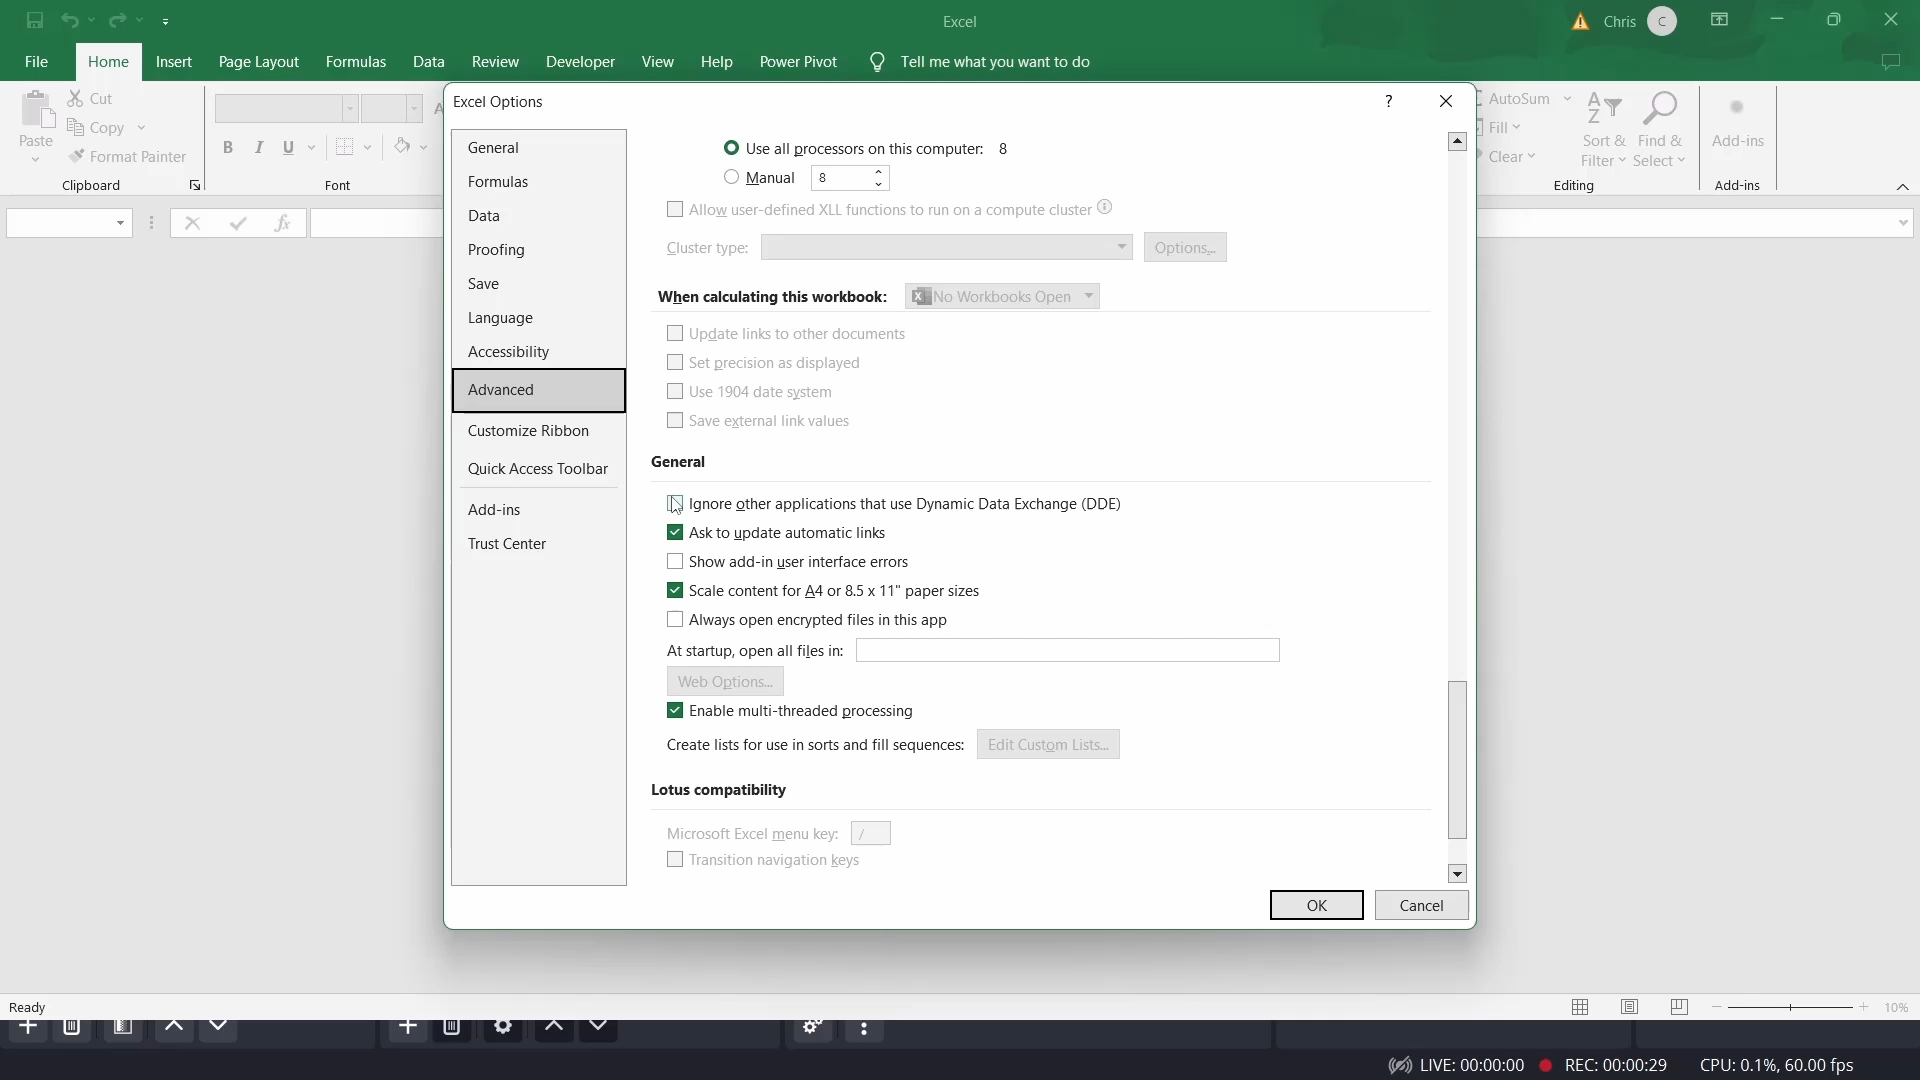 Excel
Chris C
File Home Insert Page Layout Formulas Data Review Developer View Help Power Pivot Tell me what you want to do
Paste
Cut
Copy
Format Painter
Clipboard
B I U
Font
AutoSum
Fill
Clear
Sort & Filter
Find & Select
Editing
Add-ins
Add-ins
fx
Excel Options ?
General
Formulas
Data
Proofing
Save
Language
Accessibility
Advanced
Customize Ribbon
Quick Access Toolbar
Add-ins
Trust Center
Use all processors on this computer: 8
Manual 8
Allow user-defined XLL functions to run on a compute cluster
Cluster type: Options...
When calculating this workbook: No Workbooks Open
Update links to other documents
Set precision as displayed
Use 1904 date system
Save external link values
General
Ignore other applications that use Dynamic Data Exchange (DDE)
Ask to update automatic links
Show add-in user interface errors
Scale content for A4 or 8.5 x 11" paper sizes
Always open encrypted files in this app
At startup, open all files in:
Web Options...
Enable multi-threaded processing
Create lists for use in sorts and fill sequences: Edit Custom Lists...
Lotus compatibility
Microsoft Excel menu key: /
Transition navigation keys
OK Cancel
Ready 10%
LIVE: 00:00:00 REC: 00:00:29 CPU: 0.1%, 60.00 fps